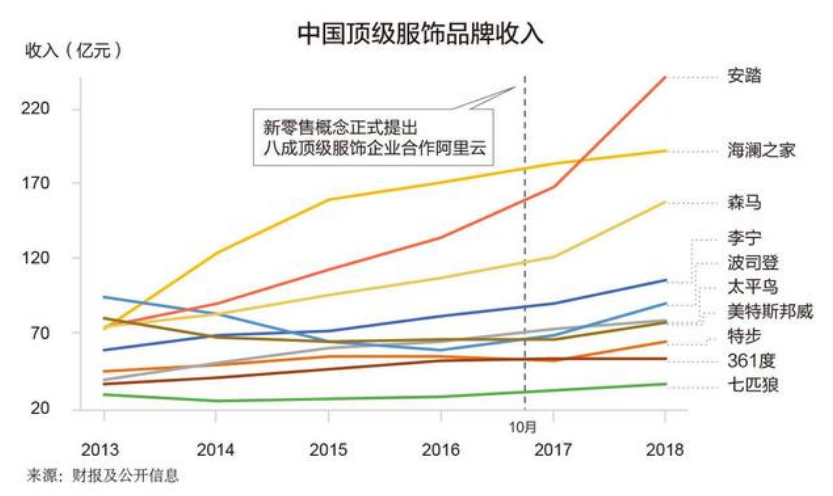 中国顶级服饰品牌收入
收入（亿元）
220
170
120
70
20
新零售概念正式提出
八成顶级服饰企业合作阿里云
安踏
海澜之家
森马
李宁
波司登
太平鸟
美特斯邦威
特步
361度
七匹狼
10月
2013 2014 2015 2016 2017 2018
来源：财报及公开信息